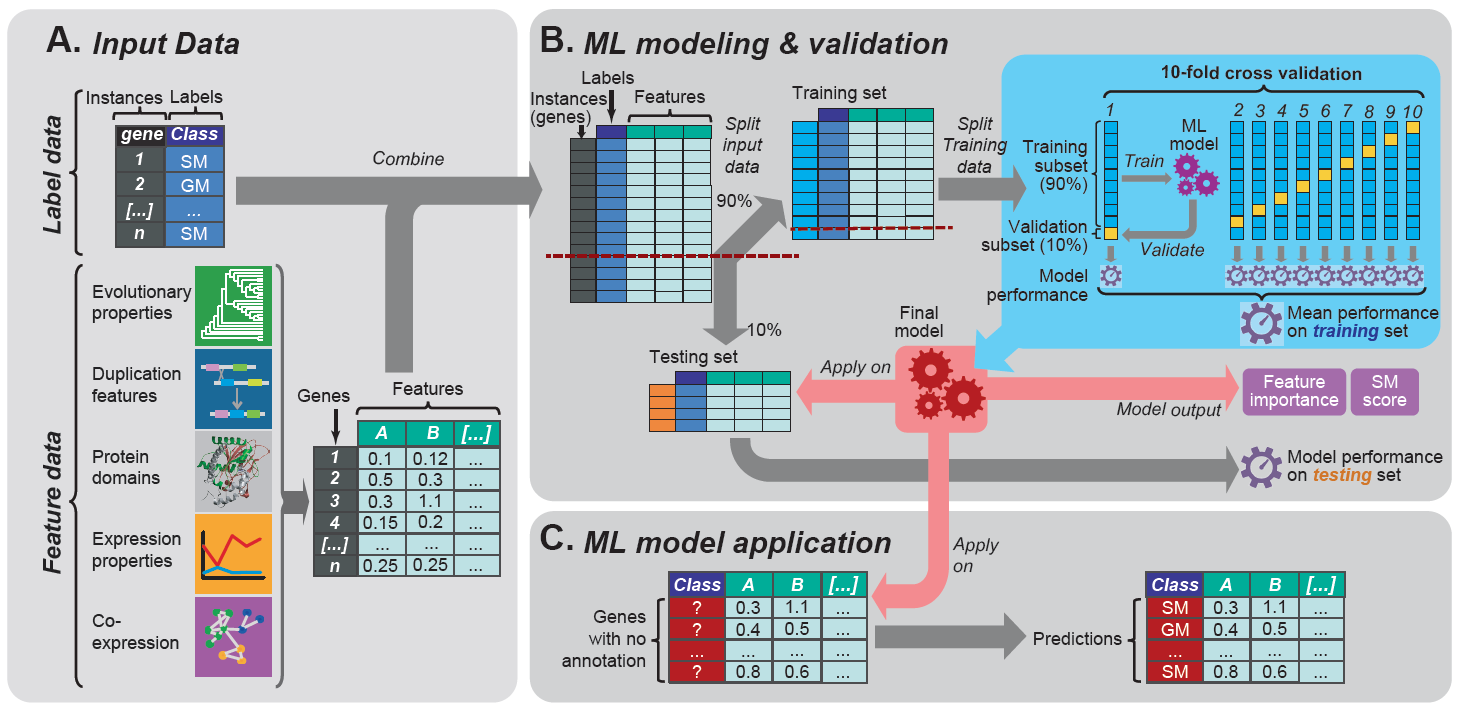 A. Input Data
Label data
Instances Labels
gene Class
1 SM
2 GM
[...] ...
n SM
Combine
Feature data
Evolutionary
properties
Duplication
features
Protein
domains
Expression
properties
Co-
expression
Genes
Features
A B [...]
1 0.1 0.12 ...
2 0.5 0.3 ...
3 0.3 1.1 ...
4 0.15 0.2 ...
[...] ... ... ...
n 0.25 0.25 ...
B. ML modeling & validation
Labels
Instances
(genes)
Features
Split
input
data
90%
10%
Training set
Split
Training
data
10-fold cross validation
1 2 3 4 5 6 7 8 9 10
Training
subset
(90%)
Train
ML
model
Validation
subset (10%)
Validate
Model
performance
Mean performance
on training set
Final
model
Testing set
Apply on
Model output
Feature
importance
SM
score
Model performance
on testing set
C. ML model application
Apply
on
Genes
with no
annotation
Class A B [...]
? 0.3 1.1 ...
? 0.4 0.5 ...
... ... ... ...
? 0.8 0.6 ...
Predictions
Class A B [...]
SM 0.3 1.1 ...
GM 0.4 0.5 ...
... ... ... ...
SM 0.8 0.6 ...